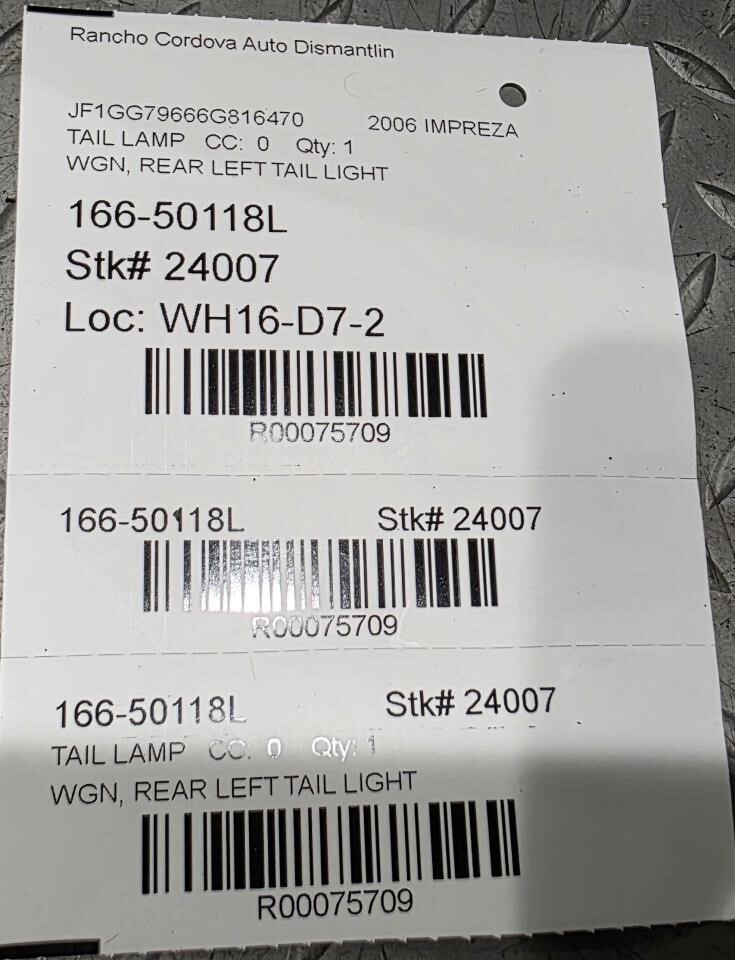 Rancho Cordova Auto Dismantlin
JF1GG79666G816470 2006 IMPREZA
TAIL LAMP CC: 0 Qty: 1
WGN, REAR LEFT TAIL LIGHT
166-50118L
Stk# 24007
Loc: WH16-D7-2
R00075709
166-50118L Stk# 24007
R00075709
166-50118L Stk# 24007
TAIL LAMP CC: 0 Qty: 1
WGN, REAR LEFT TAIL LIGHT
R00075709